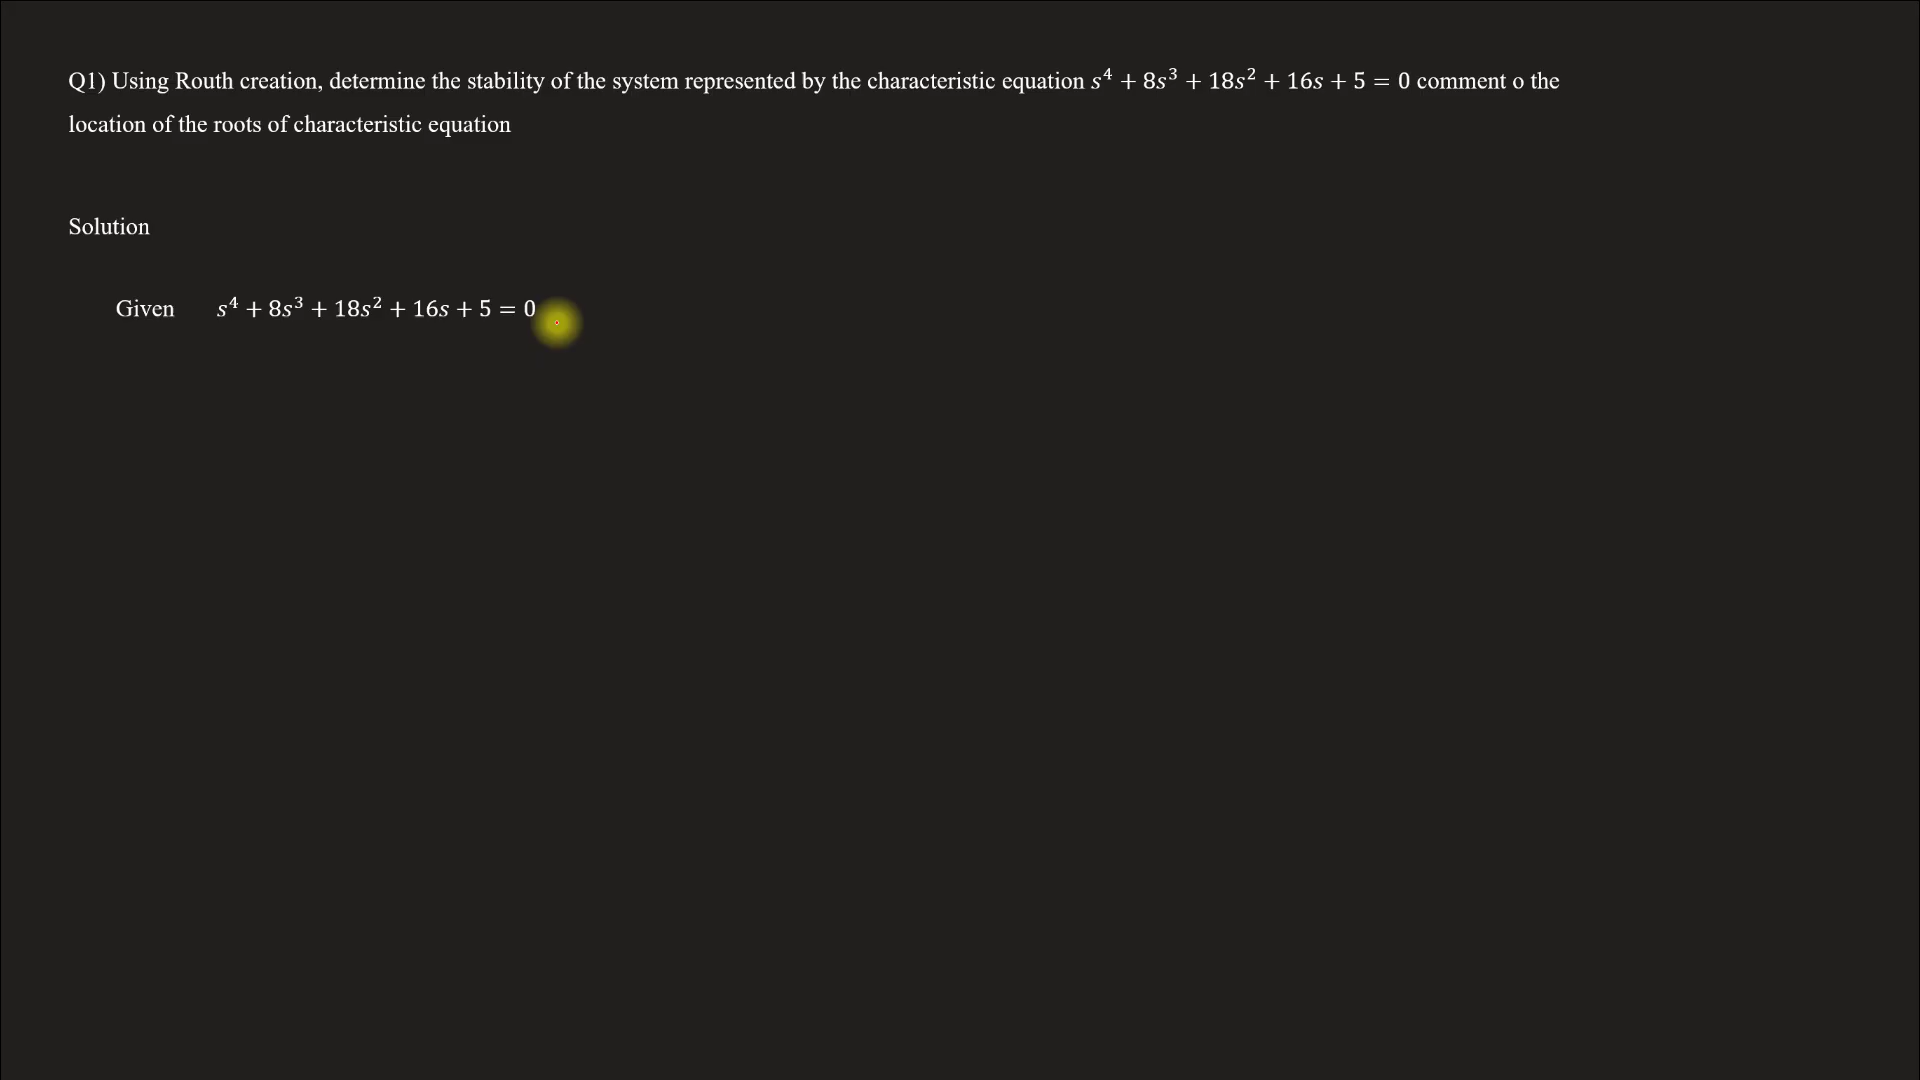 Q1) Using Routh creation, determine the stability of the system represented by the characteristic equation s⁴ + 8s³ + 18s² + 16s + 5 = 0 comment o the
location of the roots of characteristic equation
Solution
Given s⁴ + 8s³ + 18s² + 16s + 5 = 0